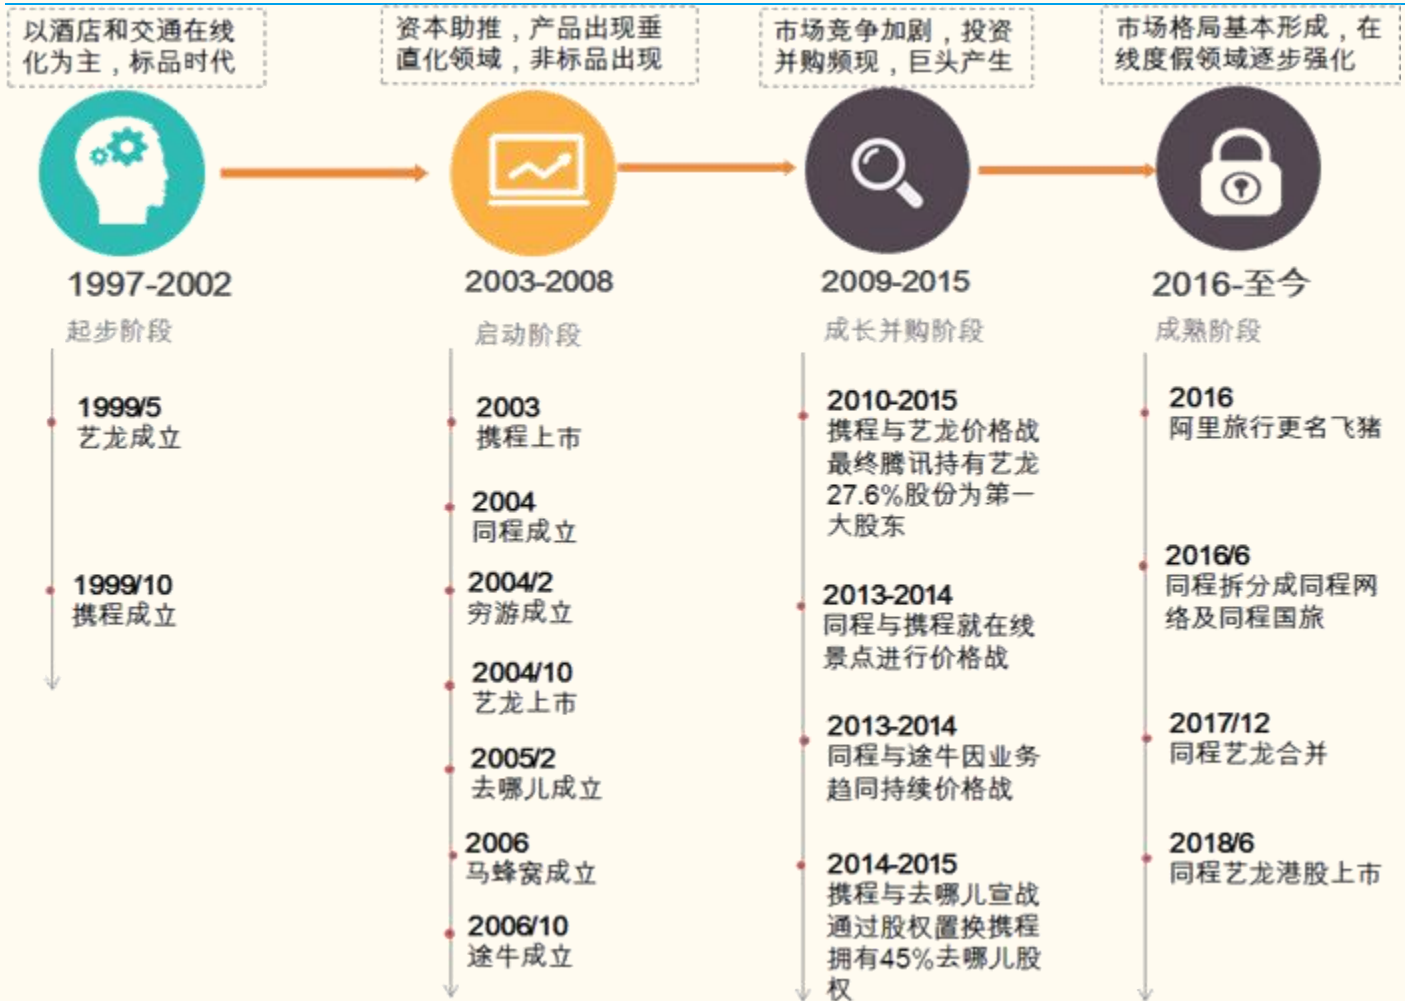 以酒店和交通在线
化为主，标品时代
资本助推，产品出现垂
直化领域，非标品出现
市场竞争加剧，投资
并购频现，巨头产生
市场格局基本形成，在
线度假领域逐步强化
1997-2002
起步阶段
1999/5
艺龙成立
1999/10
携程成立
2003-2008
启动阶段
2003
携程上市
2004
同程成立
2004/2
穷游成立
2004/10
艺龙上市
2005/2
去哪儿成立
2006
马蜂窝成立
2006/10
途牛成立
2009-2015
成长并购阶段
2010-2015
携程与艺龙价格战
最终腾讯持有艺龙
27.6%股份为第一
大股东
2013-2014
同程与携程就在线
景点进行价格战
2013-2014
同程与途牛因业务
趋同持续价格战
2014-2015
携程与去哪儿宣战
通过股权置换携程
拥有45%去哪儿股
权
2016-至今
成熟阶段
2016
阿里旅行更名飞猪
2016/6
同程拆分成同程网
络及同程国旅
2017/12
同程艺龙合并
2018/6
同程艺龙港股上市